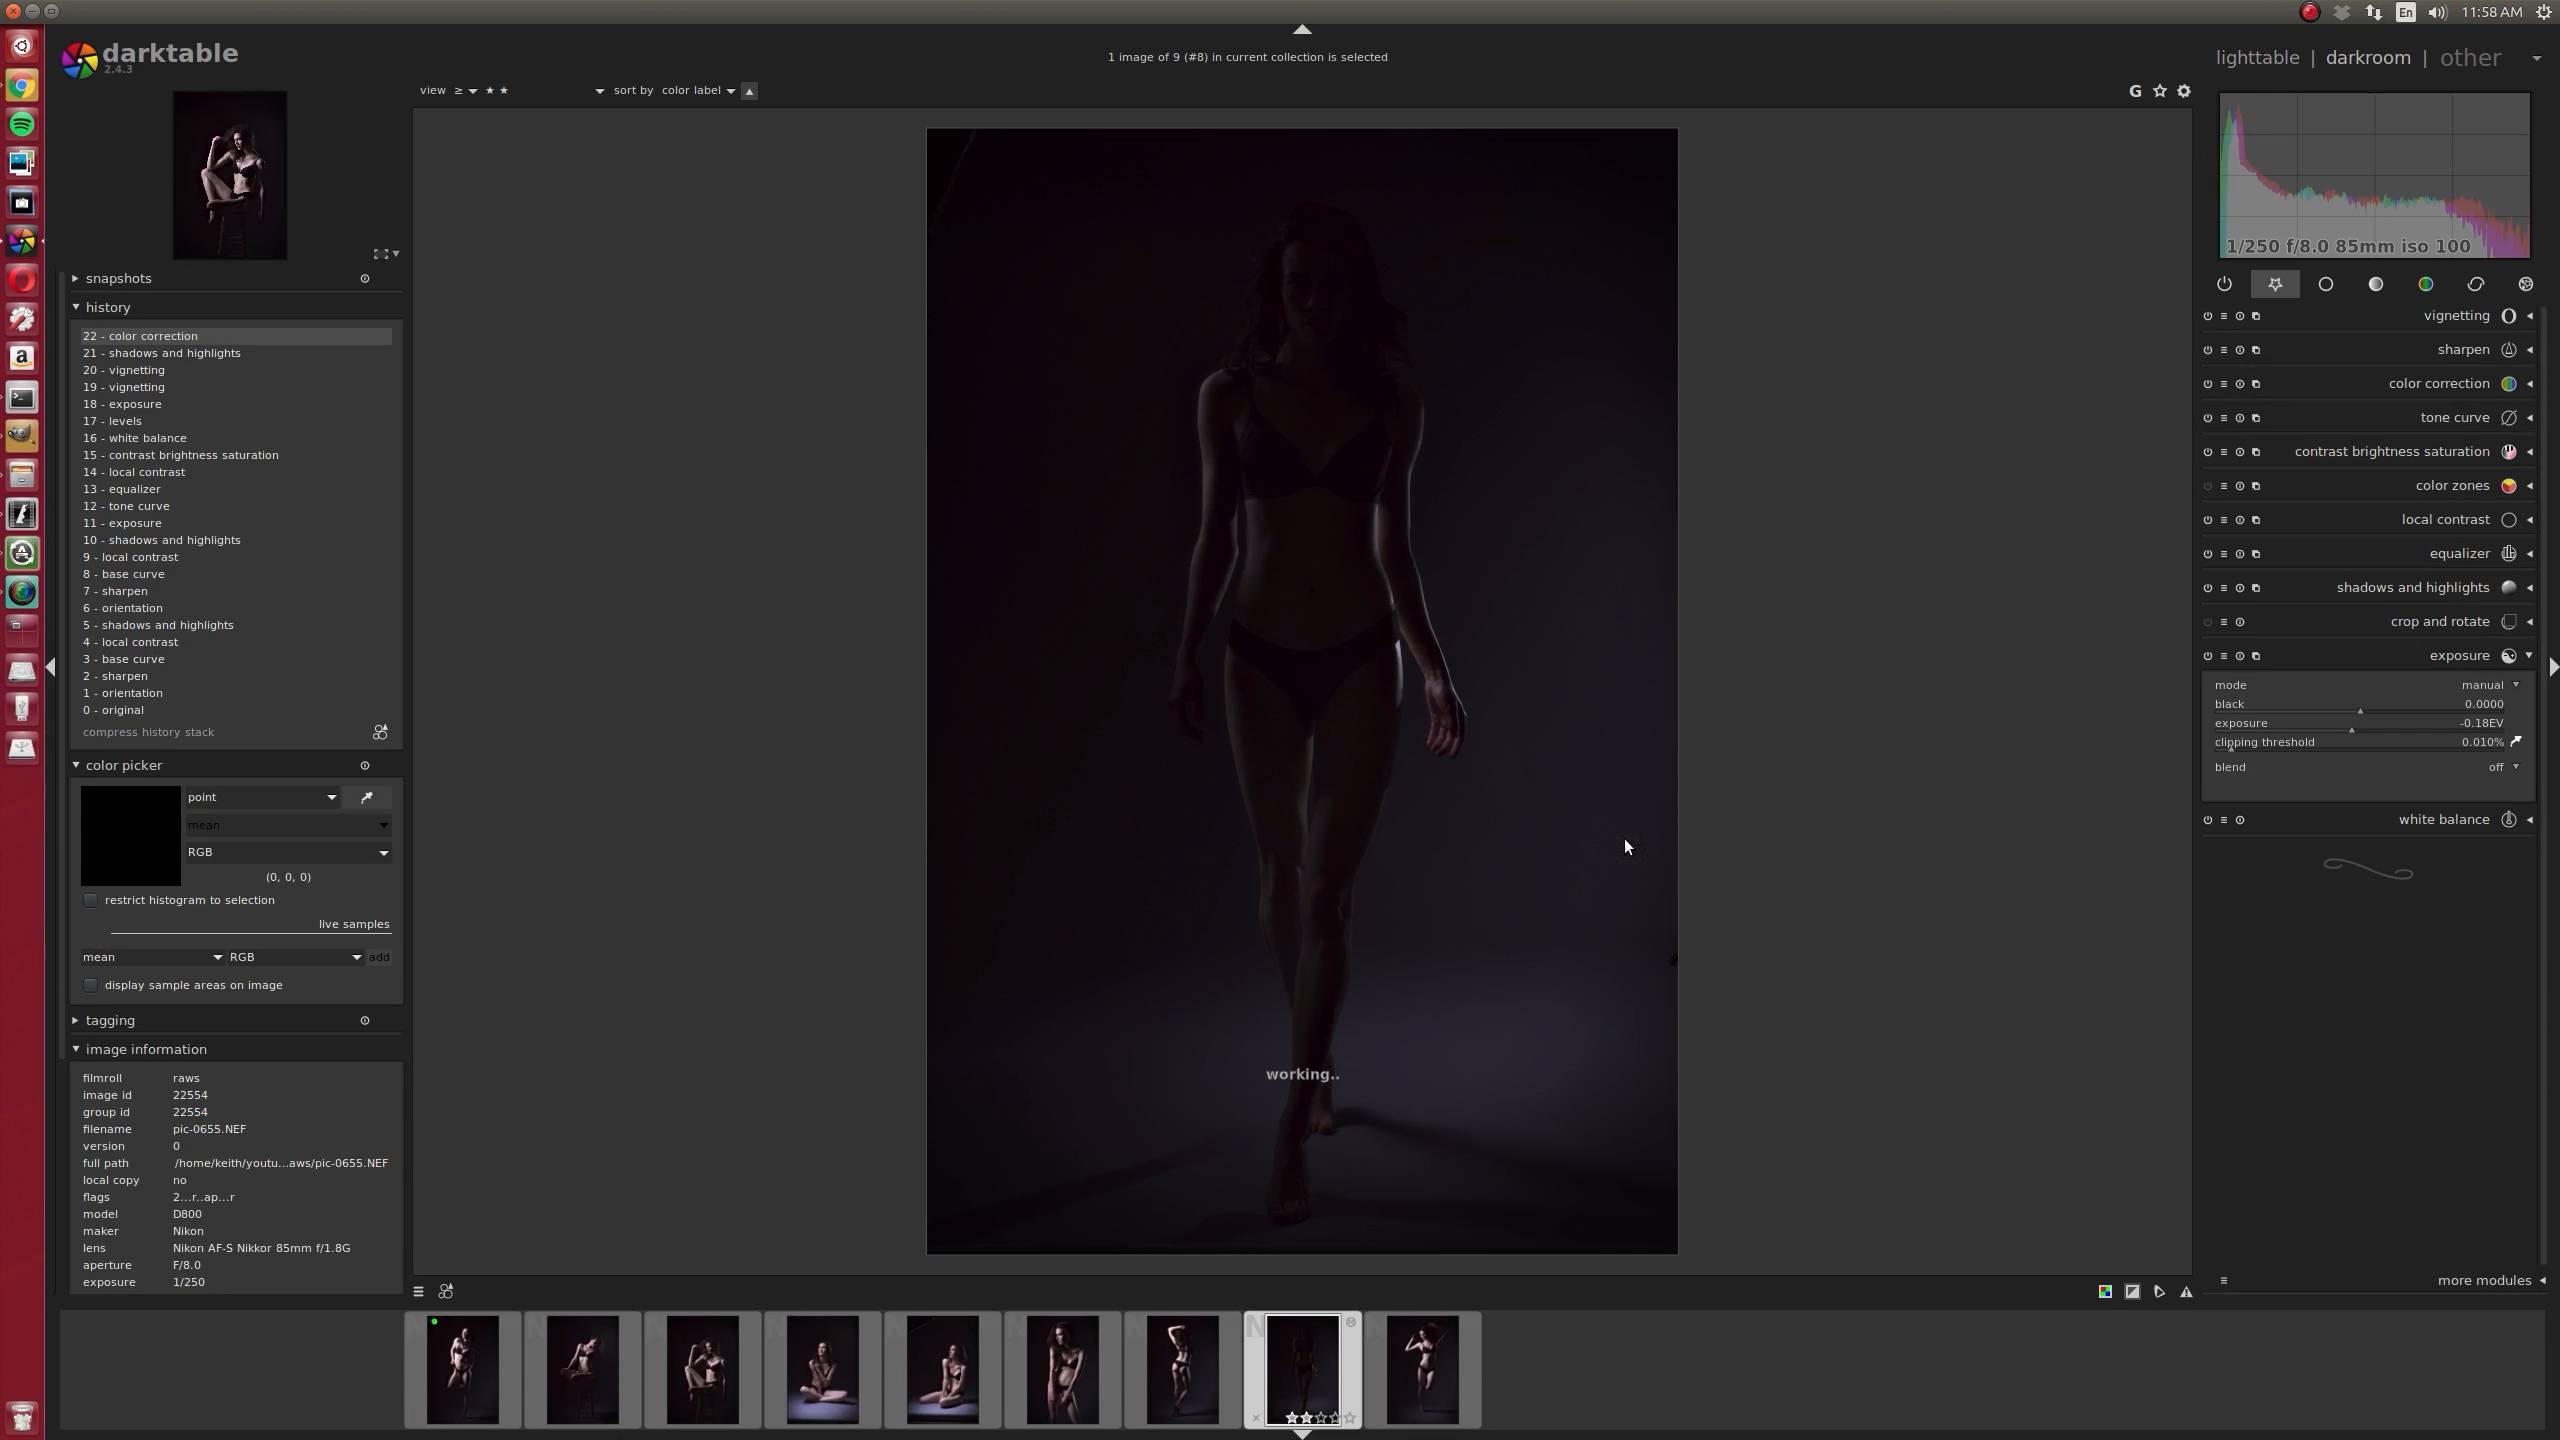 En
11:58 AM
darktable
2.4.3
1 image of 9 (#8) in current collection is selected
lighttable | darkroom | other
view ≥ ★ ★ sort by color label
G
1/250 f/8.0 85mm iso 100
snapshots
history
22 - color correction
21 - shadows and highlights
20 - vignetting
19 - vignetting
18 - exposure
17 - levels
16 - white balance
15 - contrast brightness saturation
14 - local contrast
13 - equalizer
12 - tone curve
11 - exposure
10 - shadows and highlights
9 - local contrast
8 - base curve
7 - sharpen
6 - orientation
5 - shadows and highlights
4 - local contrast
3 - base curve
2 - sharpen
1 - orientation
0 - original
compress history stack
color picker
point
mean
RGB
(0, 0, 0)
restrict histogram to selection
live samples
mean RGB add
display sample areas on image
tagging
image information
filmroll raws
image id 22554
group id 22554
filename pic-0655.NEF
version 0
full path /home/keith/youtu...aws/pic-0655.NEF
local copy no
flags 2...r..ap...r
model D800
maker Nikon
lens Nikon AF-S Nikkor 85mm f/1.8G
aperture F/8.0
exposure 1/250
working..
vignetting
sharpen
color correction
tone curve
contrast brightness saturation
color zones
local contrast
equalizer
shadows and highlights
crop and rotate
exposure
mode manual
black 0.0000
exposure -0.18EV
clipping threshold 0.010%
blend off
white balance
more modules